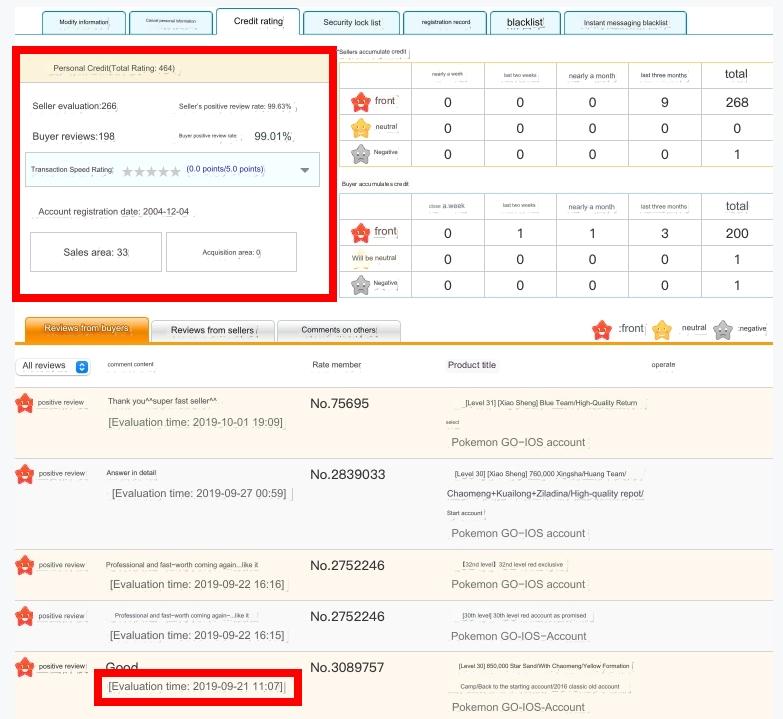 Modify information
Cancel personal information
Credit rating
Security lock list
registration record
blacklist
Instant messaging blacklist
Personal Credit(Total Rating: 464)
Seller evaluation:266
Seller's positive review rate: 99.63%
Buyer reviews:198
Buyer positive review rate:
99.01%
Transaction Speed Rating:
(0.0 points/5.0 points)
Account registration date: 2004-12-04
Sales area: 33
Acquisition area: 0
Sellers accumulate credit
nearly a week
last two weeks
nearly a month
last three months
total
front 0 0 0 9 268
neutral 0 0 0 0 0
Negative 0 0 0 0 1
Buyer accumulates credit
close a week
last two weeks
nearly a month
last three months
total
front 0 1 1 3 200
Will be neutral 0 0 0 0 1
Negative 0 0 0 0 1
Reviews from buyers
Reviews from sellers
Comments on others
:front
neutral
:negative
All reviews
comment content
Rate member
Product title
operate
positive review
Thank you^^super fast seller^^
[Evaluation time: 2019-10-01 19:09]
No.75695
[Level 31] [Xiao Sheng] Blue Team/High-Quality Return
select
Pokemon GO-IOS account
positive review
Answer in detail
[Evaluation time: 2019-09-27 00:59]
No.2839033
[Level 30] [Xiao Sheng] 760,000 Xingsha/Huang Team/
Chaomeng+Kuailong+Ziladina/High-quality repot/
Start account
Pokemon GO-IOS account
positive review
Professional and fast~worth coming again...like it
[Evaluation time: 2019-09-22 16:16]
No.2752246
【32nd level】32nd level red exclusive
Pokemon GO-IOS account
positive review
Professional and fast~worth coming again~...like it
[Evaluation time: 2019-09-22 16:15]
No.2752246
[30th level] 30th level red account as promised
Pokemon GO-IOS-Account
positive review
Good
[Evaluation time: 2019-09-21 11:07]
No.3089757
[Level 30] 850,000 Star Sand/With Chaomeng/Yellow Formation
Camp/Back to the starting account/2016 classic old account
Pokemon GO-IOS-Account